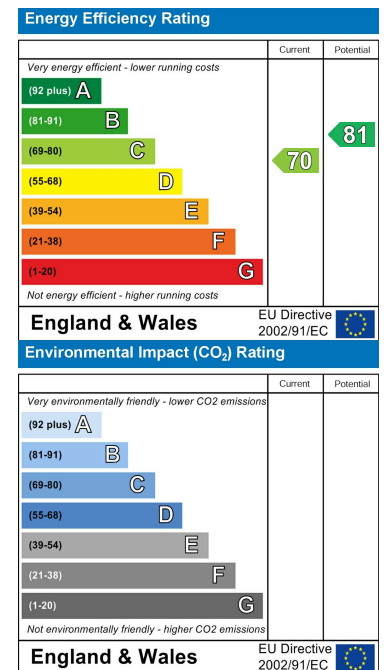 Energy Efficiency Rating
Current Potential
Very energy efficient - lower running costs
(92 plus) A
(81-91) B
(69-80) C
(55-68) D
(39-54) E
(21-38) F
(1-20) G
70
81
Not energy efficient - higher running costs
England & Wales
EU Directive
2002/91/EC
Environmental Impact (CO₂) Rating
Current Potential
Very environmentally friendly - lower CO2 emissions
(92 plus) A
(81-91) B
(69-80) C
(55-68) D
(39-54) E
(21-38) F
(1-20) G
Not environmentally friendly - higher CO2 emissions
England & Wales
EU Directive
2002/91/EC